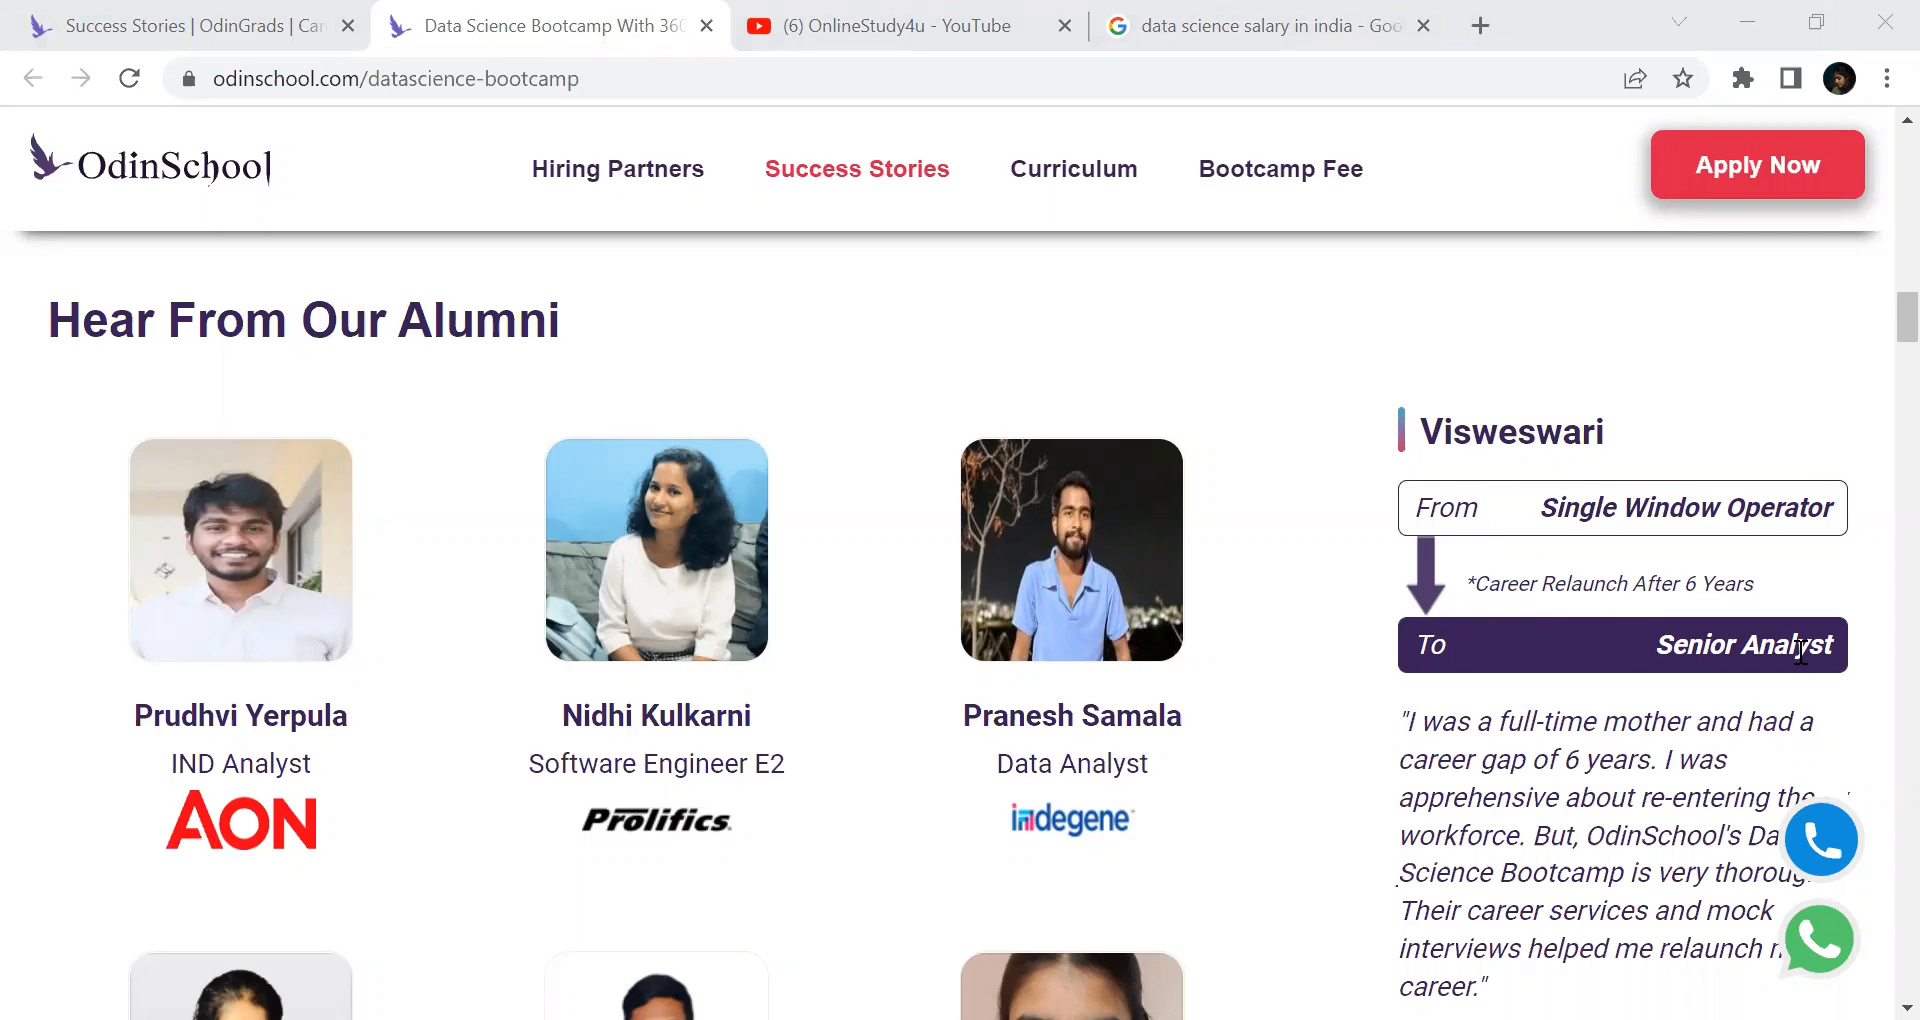 Success Stories | OdinGrads | Car
Data Science Bootcamp With 360
(6) OnlineStudy4u - YouTube
data science salary in india - Goo
odinschool.com/datascience-bootcamp
OdinSchool
Hiring Partners
Success Stories
Curriculum
Bootcamp Fee
Apply Now
Hear From Our Alumni
Prudhvi Yerpula
IND Analyst
AON
Nidhi Kulkarni
Software Engineer E2
Prolifics
Pranesh Samala
Data Analyst
indegene
Visweswari
From Single Window Operator
*Career Relaunch After 6 Years
To Senior Analyst
"I was a full-time mother and had a
career gap of 6 years. I was
apprehensive about re-entering the
workforce. But, OdinSchool's Da
Science Bootcamp is very thoroug
Their career services and mock
interviews helped me relaunch
career."